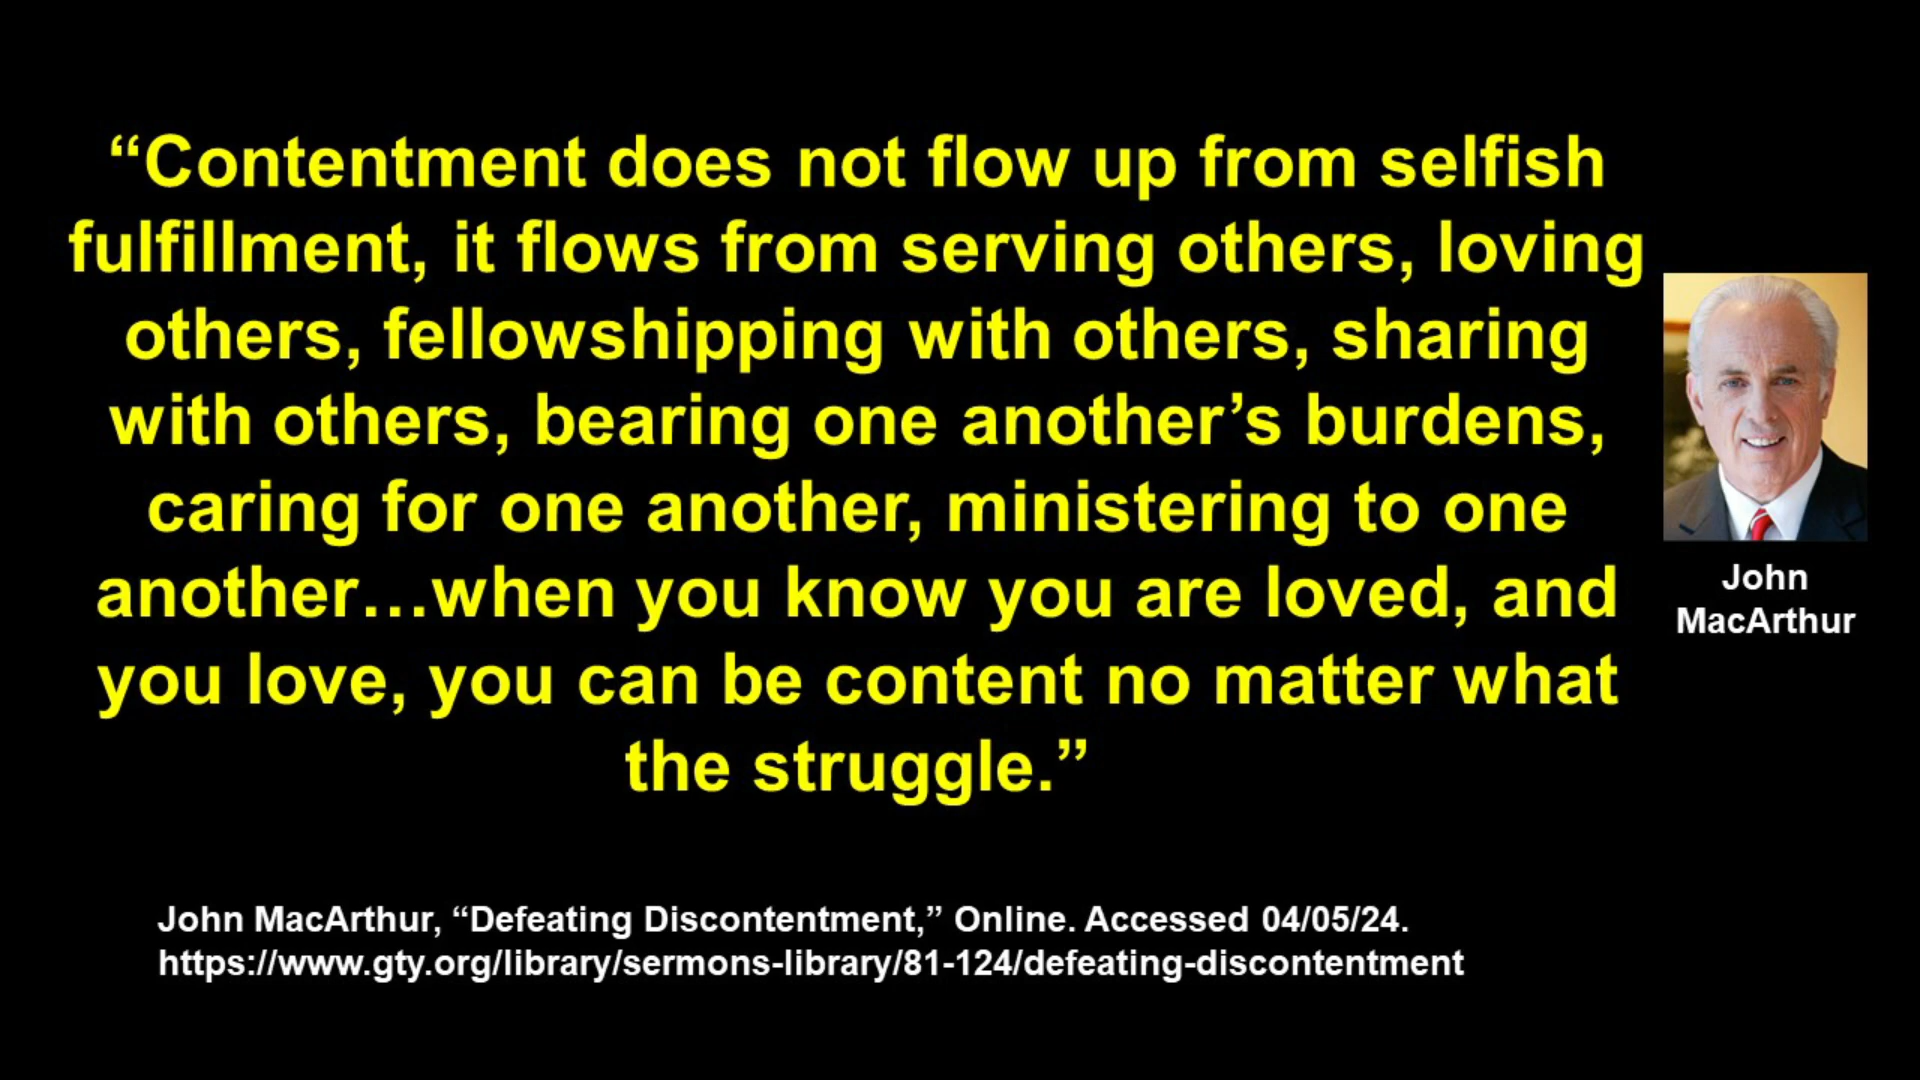 “Contentment does not flow up from selfish
fulfillment, it flows from serving others, loving
others, fellowshipping with others, sharing
with others, bearing one another’s burdens,
caring for one another, ministering to one
another…when you know you are loved, and
you love, you can be content no matter what
the struggle.”
John
MacArthur
John MacArthur, “Defeating Discontentment,” Online. Accessed 04/05/24.
https://www.gty.org/library/sermons-library/81-124/defeating-discontentment